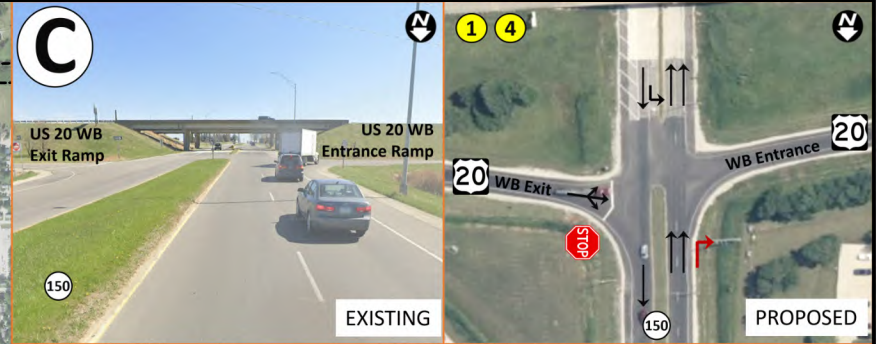 C
N
US 20 WB
Exit Ramp
US 20 WB
Entrance Ramp
150
EXISTING
1 4
N
20
WB Entrance
20
WB Exit
STOP
150
PROPOSED